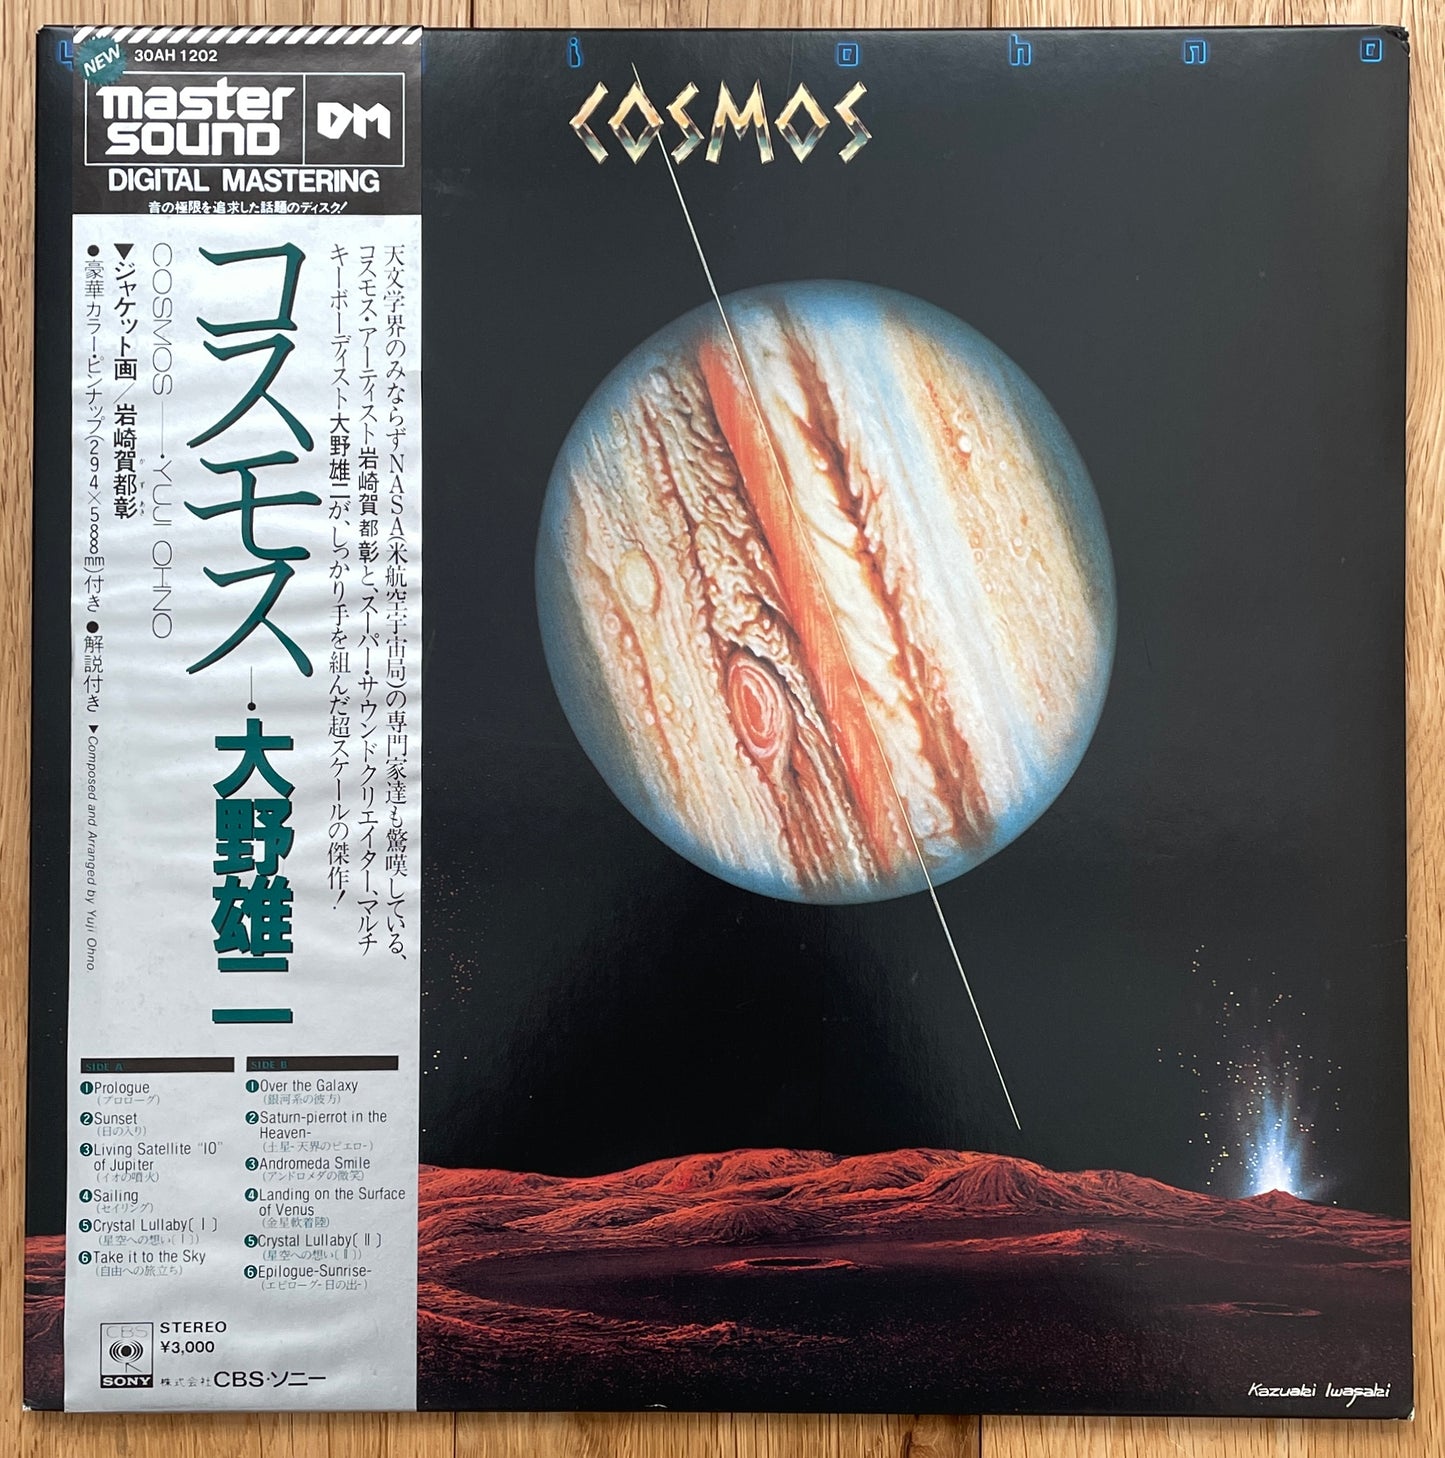 NEW
30AH 1202
master
sound
DM
DIGITAL MASTERING
音の極限を追求した話題のディスク!
天文学界のみならずNASA(米航空宇宙局)の専門家達も驚嘆している、
コスモス・アーティスト岩崎賀都彰と、スーパー・サウンドクリエイター、マルチ
キーボーディスト大野雄二が、しっかり手を組んだ超スケールの傑作!
コスモス
大野雄二
COSMOS YUJI OHNO
▼ジャケット画/岩崎賀都彰
かずあき
●豪華カラー・ピンナップ(294×588㎜)付き ●解説付き ▼Composed and Arranged by Yuji Ohno.
SIDE A
1 Prologue
(プロローグ)
2 Sunset
(日の入り)
3 Living Satellite "IO"
of Jupiter
(イオの噴火)
4 Sailing
(セイリング)
5 Crystal Lullaby〔I〕
(星空への想い〔I〕)
6 Take it to the Sky
(自由への旅立ち)
SIDE B
1 Over the Galaxy
(銀河系の彼方)
2 Saturn-pierrot in the
Heaven-
(土星-天界のピエロ-)
3 Andromeda Smile
(アンドロメダの微笑)
4 Landing on the Surface
of Venus
(金星軟着陸)
5 Crystal Lullaby〔II〕
(星空への想い〔II〕)
6 Epilogue-Sunrise-
(エピローグ-日の出-)
CBS
SONY
STEREO
¥3,000
株式会社CBS・ソニー
i o h n o
COSMOS
Kazuaki Iwasaki